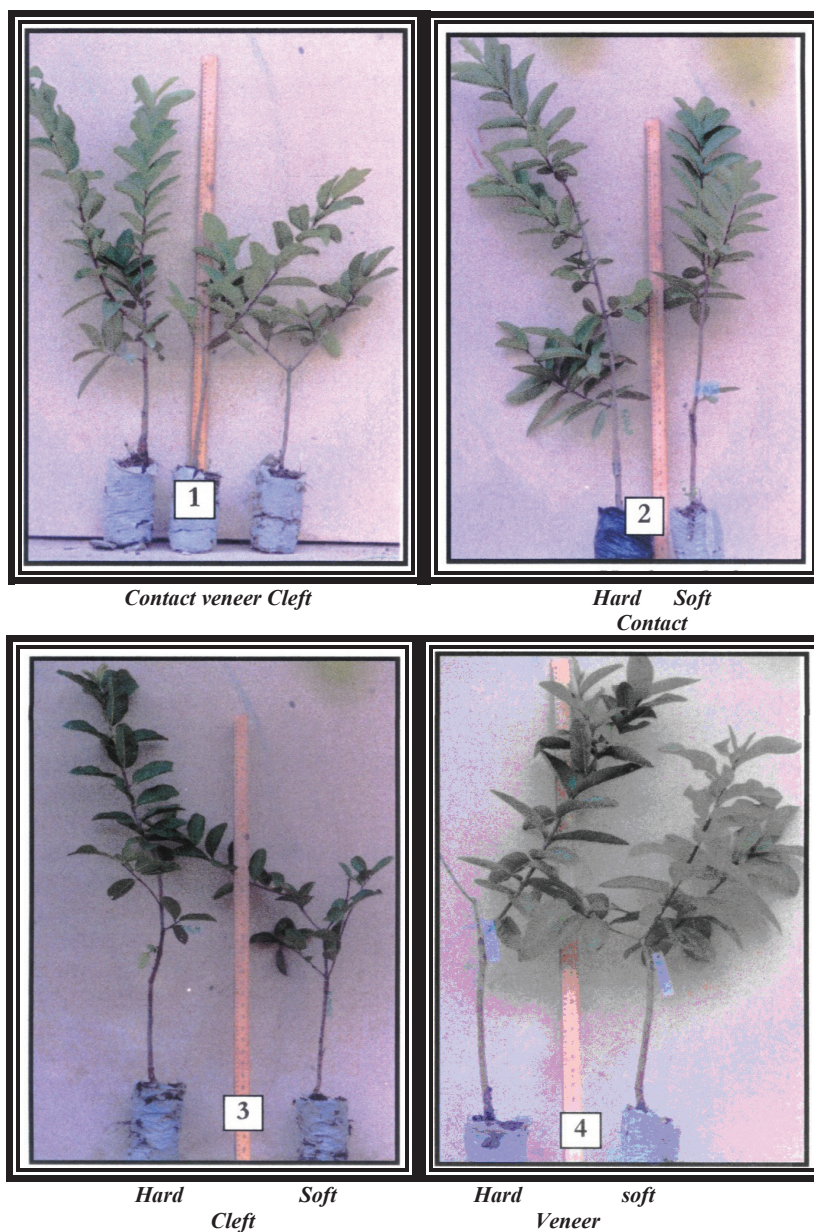 1
2
Contact veneer Cleft
Hard Soft
Contact
3
4
Hard Soft
Cleft
Hard soft
Veneer